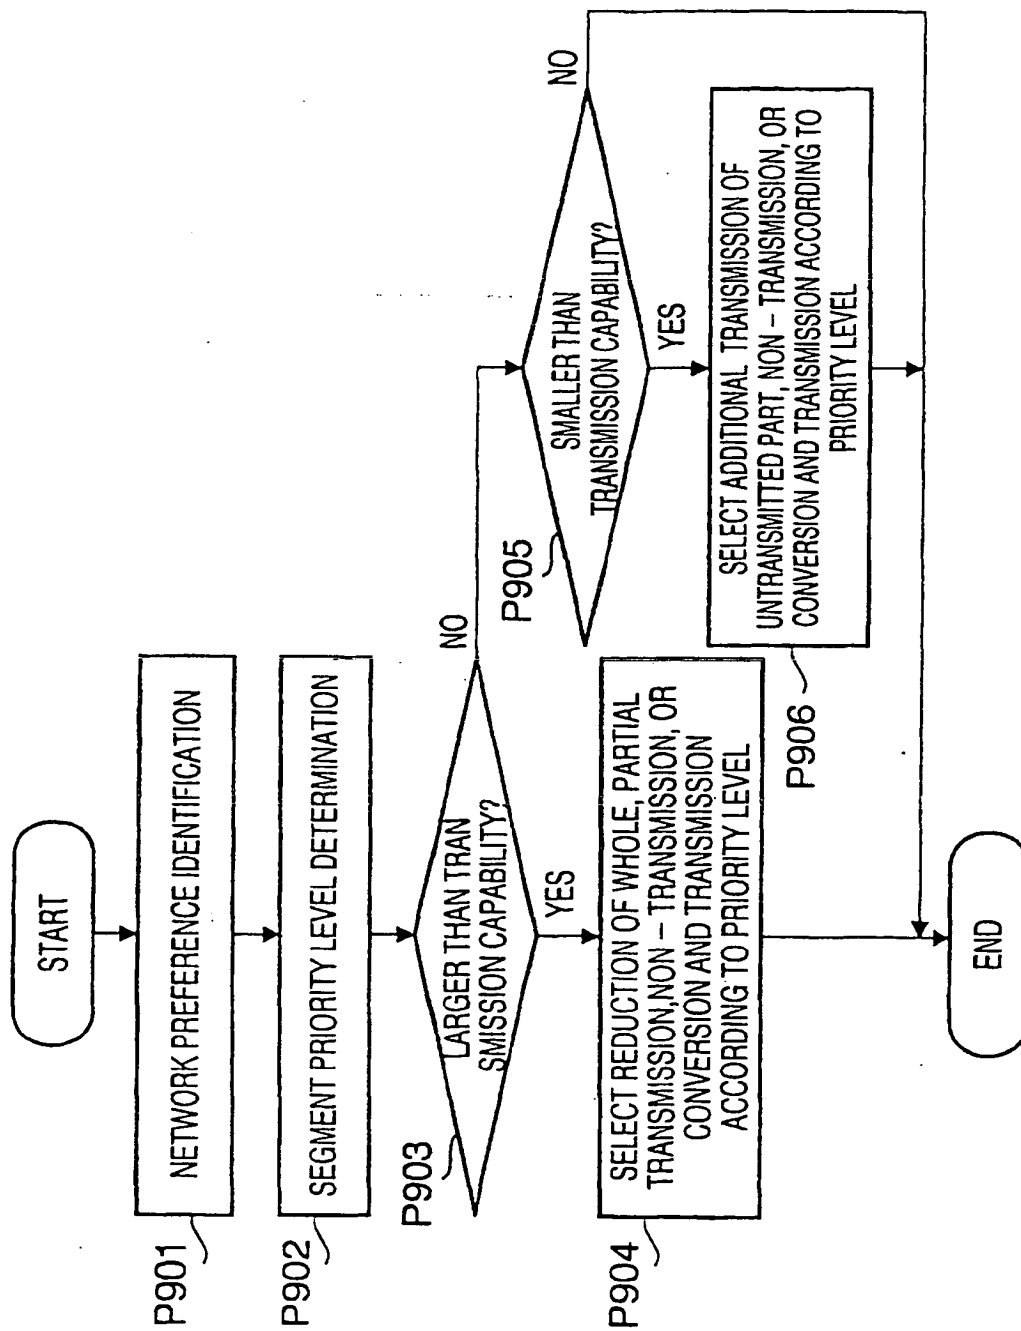 START
P901
NETWORK PREFERENCE IDENTIFICATION
P902
SEGMENT PRIORITY LEVEL DETERMINATION
P903
LARGER THAN TRAN
SMISSION CAPABILITY?
NO
YES
P904
SELECT REDUCTION OF WHOLE, PARTIAL
TRANSMISSION,NON – TRANSMISSION, OR
CONVERSION AND TRANSMISSION
ACCORDING TO PRIORITY LEVEL
P905
SMALLER THAN
TRANSMISSION CAPABILITY?
NO
YES
P906
SELECT ADDITIONAL TRANSMISSION OF
UNTRANSMITTED PART, NON – TRANSMISSION, OR
CONVERSION AND TRANSMISSION ACCORDING TO
PRIORITY LEVEL
END